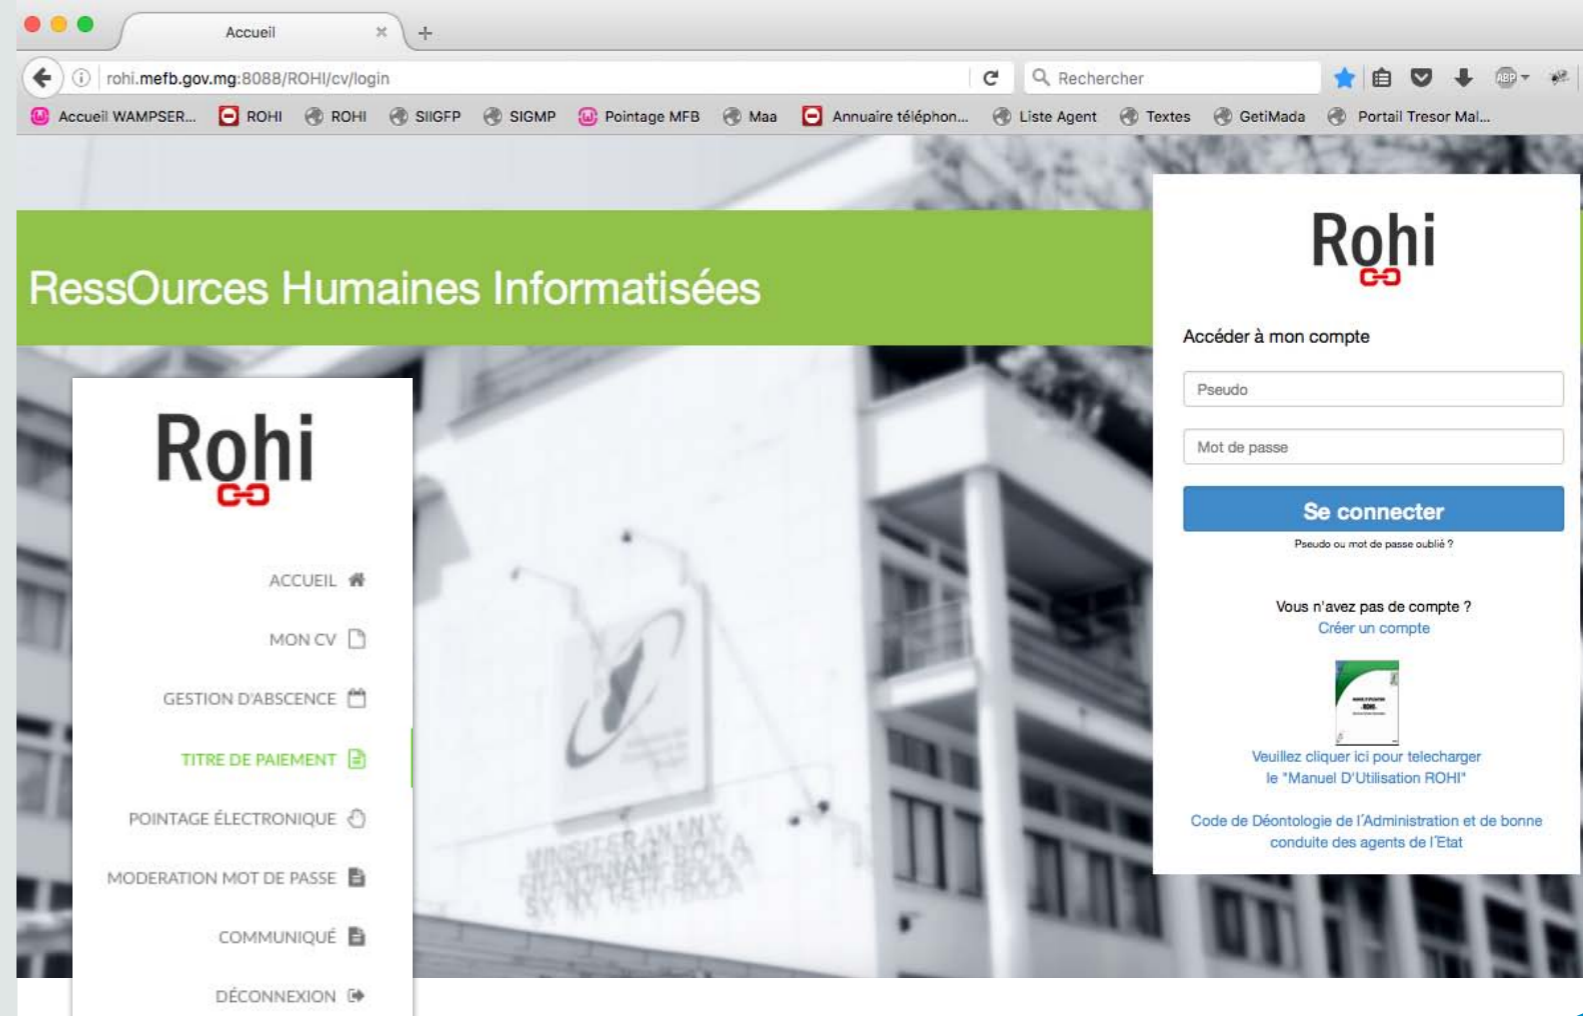 Accueil
rohi.mefb.gov.mg:8088/ROHI/cv/login
Rechercher
ABP
Accueil WAMPSER... ROHI ROHI SIIGFP SIGMP Pointage MFB Maa Annuaire téléphon... Liste Agent Textes GetiMada Portail Tresor Mal...
RessOurces Humaines Informatisées
Rohi
ACCUEIL
MON CV
GESTION D'ABSCENCE
TITRE DE PAIEMENT
POINTAGE ÉLECTRONIQUE
MODERATION MOT DE PASSE
COMMUNIQUÉ
DÉCONNEXION
Rohi
Accéder à mon compte
Pseudo
Mot de passe
Se connecter
Pseudo ou mot de passe oublié ?
Vous n'avez pas de compte ?
Créer un compte
Veuillez cliquer ici pour telecharger
le "Manuel D'Utilisation ROHI"
Code de Déontologie de l'Administration et de bonne
conduite des agents de l'Etat